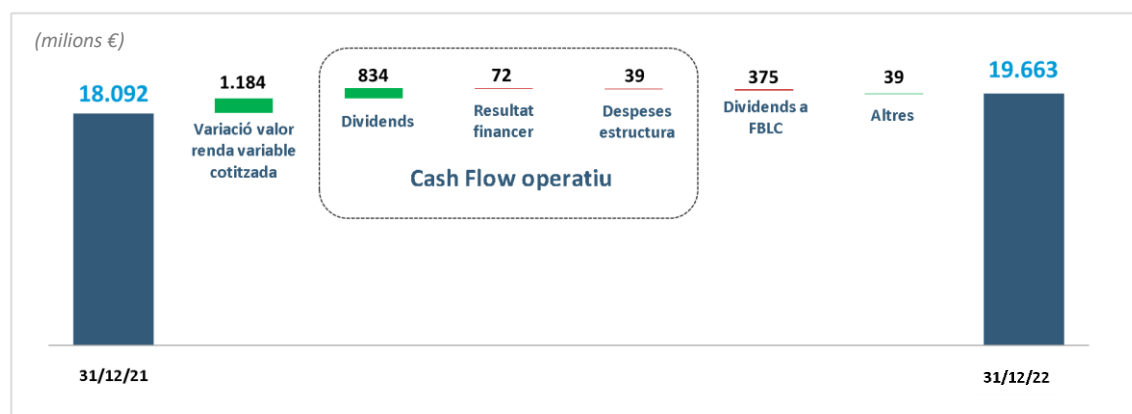 (milions €)
18.092
1.184
Variació valor
renda variable
cotitzada
834
Dividends
72
Resultat
financer
39
Despeses
estructura
Cash Flow operatiu
375
Dividends a
FBLC
39
Altres
19.663
31/12/21
31/12/22